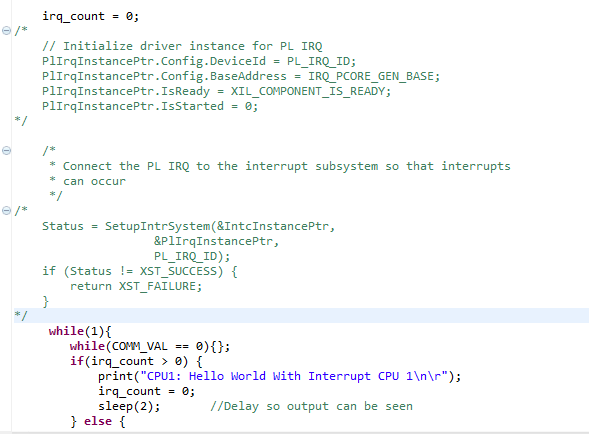 irq_count = 0;
/*
// Initialize driver instance for PL IRQ
PlIrqInstancePtr.Config.DeviceId = PL_IRQ_ID;
PlIrqInstancePtr.Config.BaseAddress = IRQ_PCORE_GEN_BASE;
PlIrqInstancePtr.IsReady = XIL_COMPONENT_IS_READY;
PlIrqInstancePtr.IsStarted = 0;
*/
/*
* Connect the PL IRQ to the interrupt subsystem so that interrupts
* can occur
*/
/*
Status = SetupIntrSystem(&IntcInstancePtr,
&PlIrqInstancePtr,
PL_IRQ_ID);
if (Status != XST_SUCCESS) {
return XST_FAILURE;
}
*/
while(1){
while(COMM_VAL == 0){};
if(irq_count > 0) {
print("CPU1: Hello World With Interrupt CPU 1\n\r");
irq_count = 0;
sleep(2); //Delay so output can be seen
} else {